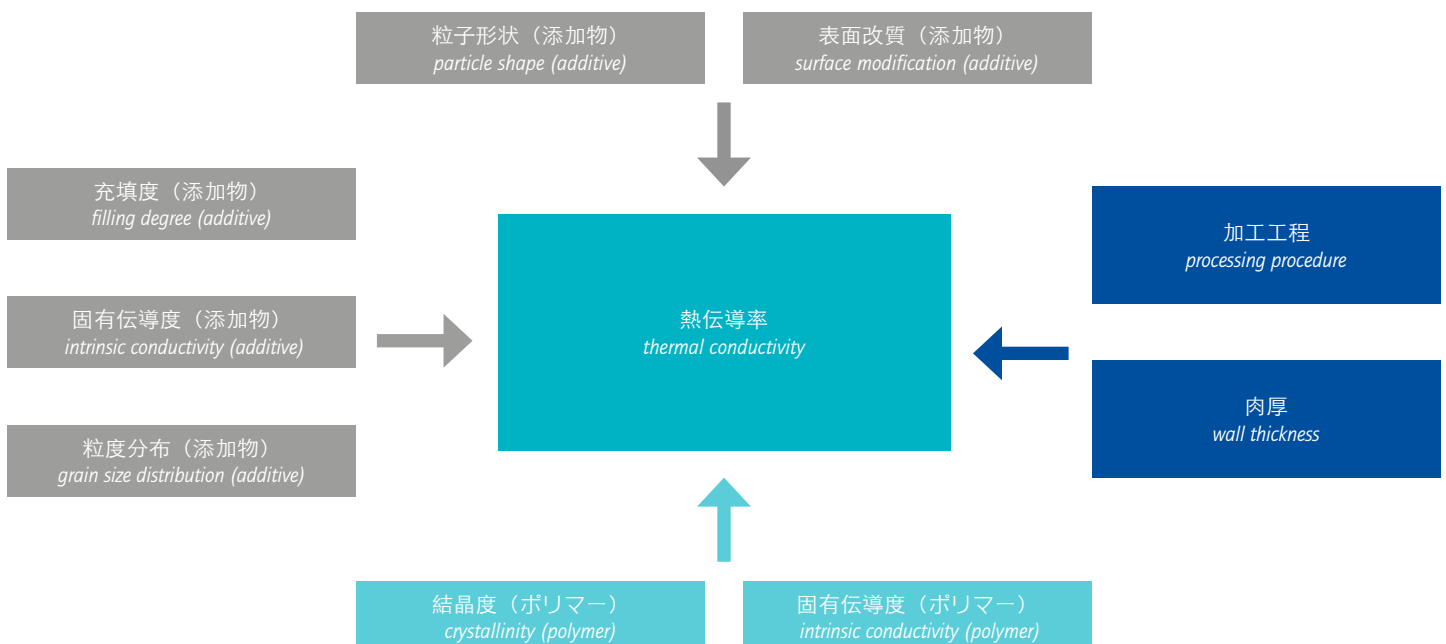 粒子形状（添加物）
particle shape (additive)
表面改質（添加物）
surface modification (additive)
充填度（添加物）
filling degree (additive)
固有伝導度（添加物）
intrinsic conductivity (additive)
粒度分布（添加物）
grain size distribution (additive)
熱伝導率
thermal conductivity
加工工程
processing procedure
肉厚
wall thickness
結晶度（ポリマー）
crystallinity (polymer)
固有伝導度（ポリマー）
intrinsic conductivity (polymer)